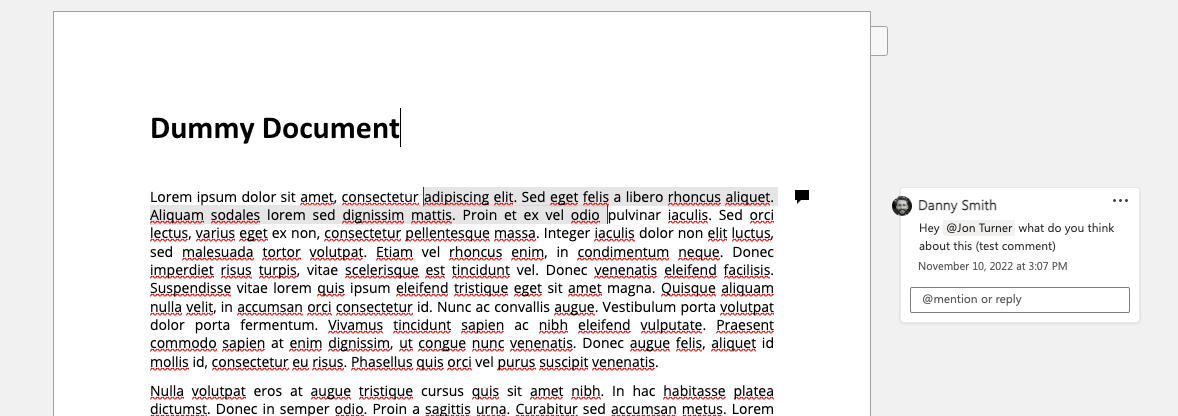 Dummy Document
Lorem ipsum dolor sit amet, consectetur adipiscing elit. Sed eget felis a libero rhoncus aliquet.
Aliquam sodales lorem sed dignissim mattis. Proin et ex vel odio pulvinar iaculis. Sed orci
lectus, varius eget ex non, consectetur pellentesque massa. Integer iaculis dolor non elit luctus,
sed malesuada tortor volutpat. Etiam vel rhoncus enim, in condimentum neque. Donec
imperdiet risus turpis, vitae scelerisque est tincidunt vel. Donec venenatis eleifend facilisis.
Suspendisse vitae lorem quis ipsum eleifend tristique eget sit amet magna. Quisque aliquam
nulla velit, in accumsan orci consectetur id. Nunc ac convallis augue. Vestibulum porta volutpat
dolor porta fermentum. Vivamus tincidunt sapien ac nibh eleifend vulputate. Praesent
commodo sapien at enim dignissim, ut congue nunc venenatis. Donec augue felis, aliquet id
mollis id, consectetur eu risus. Phasellus quis orci vel purus suscipit venenatis.
Nulla volutpat eros at augue tristique cursus quis sit amet nibh. In hac habitasse platea
dictumst. Donec in semper odio. Proin a sagittis urna. Curabitur sed accumsan metus. Lorem
Danny Smith
Hey @Jon Turner what do you think
about this (test comment)
November 10, 2022 at 3:07 PM
@mention or reply